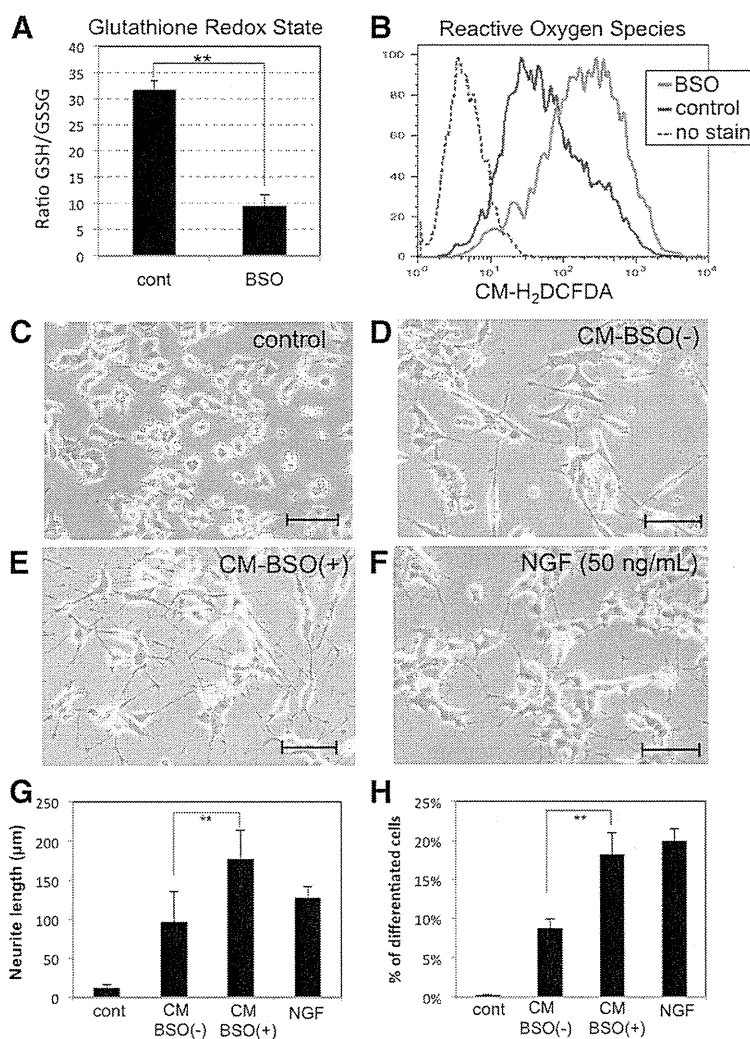 A
Glutathione Redox State
40
35
30
25
20
15
10
5
0
Ratio GSH/GSSG
**
cont
BSO
B
Reactive Oxygen Species
100
80
60
40
20
0
10⁰
10¹
10²
10³
10⁴
CM-H₂DCFDA
BSO
control
no stain
C
control
D
CM-BSO(-)
E
CM-BSO(+)
F
NGF (50 ng/mL)
G
250
200
150
100
50
0
Neurite length (µm)
**
cont
CM
BSO(-)
CM
BSO(+)
NGF
H
25%
20%
15%
10%
5%
0%
% of differentiated cells
**
cont
CM
BSO(-)
CM
BSO(+)
NGF